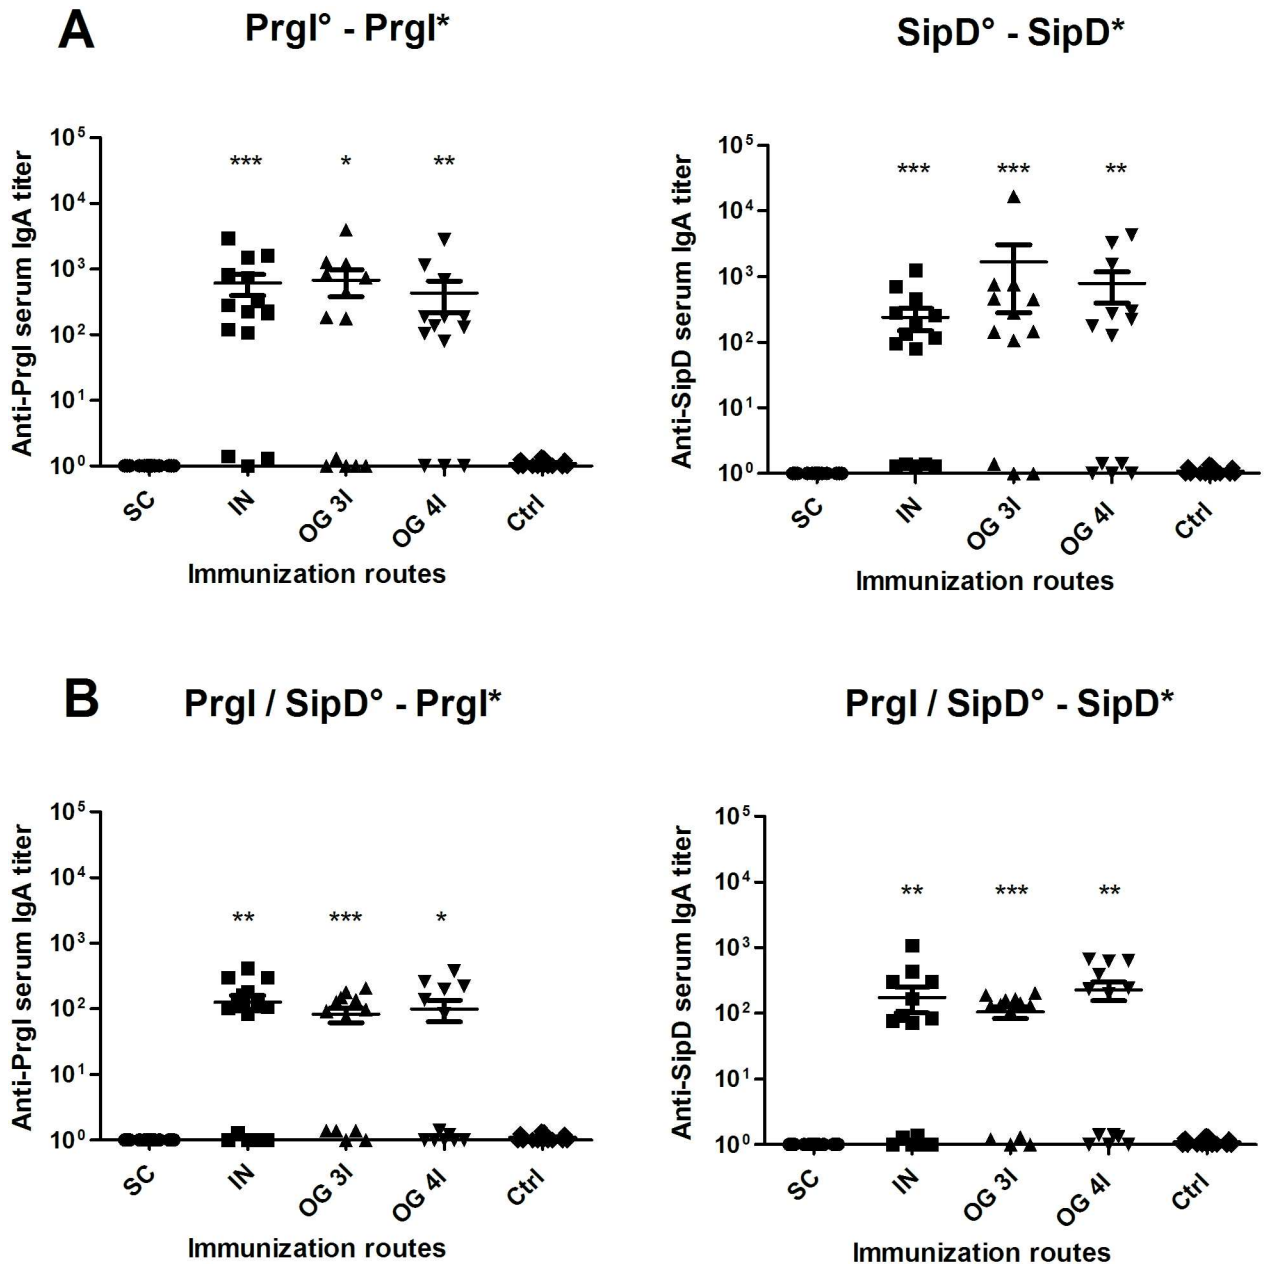 A
PrgI° - PrgI*
SipD° - SipD*
Anti-PrgI serum IgA titer
10⁵
10⁴
10³
10²
10¹
10⁰
*** * **
SC IN OG 3I OG 4I Ctrl
Immunization routes
Anti-SipD serum IgA titer
10⁵
10⁴
10³
10²
10¹
10⁰
*** *** **
SC IN OG 3I OG 4I Ctrl
Immunization routes
B
PrgI / SipD° - PrgI*
PrgI / SipD° - SipD*
Anti-PrgI serum IgA titer
10⁵
10⁴
10³
10²
10¹
10⁰
** *** *
SC IN OG 3I OG 4I Ctrl
Immunization routes
Anti-SipD serum IgA titer
10⁵
10⁴
10³
10²
10¹
10⁰
** *** **
SC IN OG 3I OG 4I Ctrl
Immunization routes